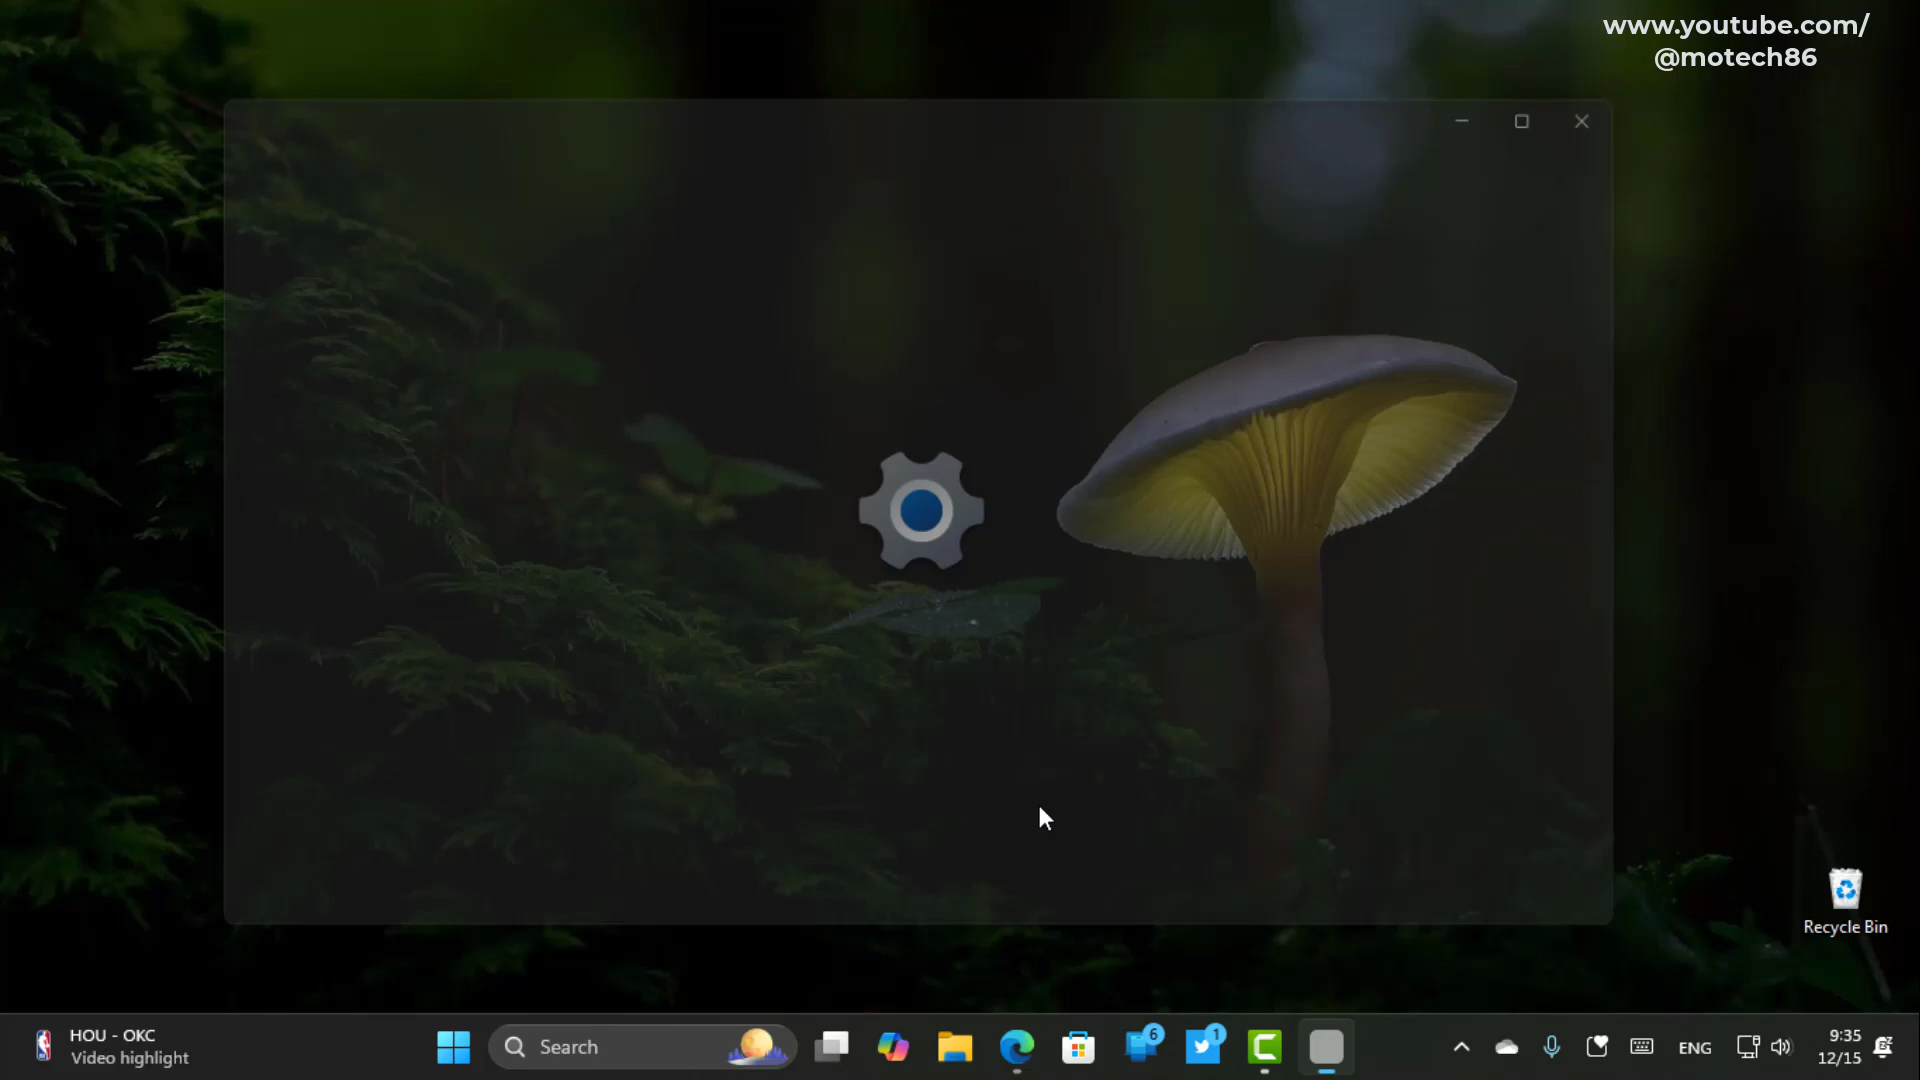 www.youtube.com/
@motech86
Recycle Bin
HOU - OKC
Video highlight
Search
6
1
ENG
9:35
12/15